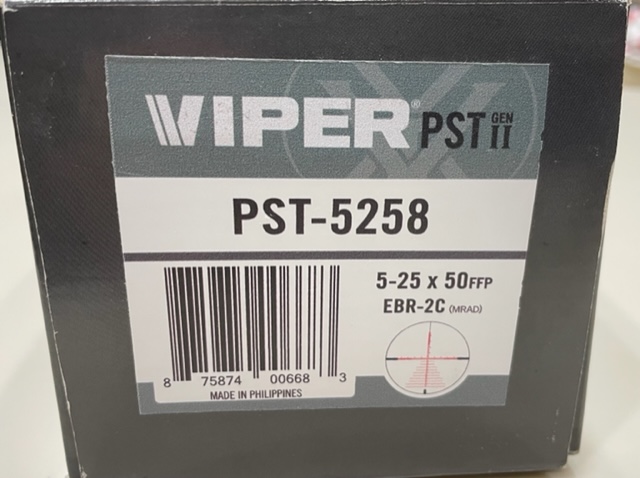 VIPER® PST GEN II
PST-5258
5-25 x 50FFP
EBR-2C (MRAD)
8 75874 00668 3
MADE IN PHILIPPINES